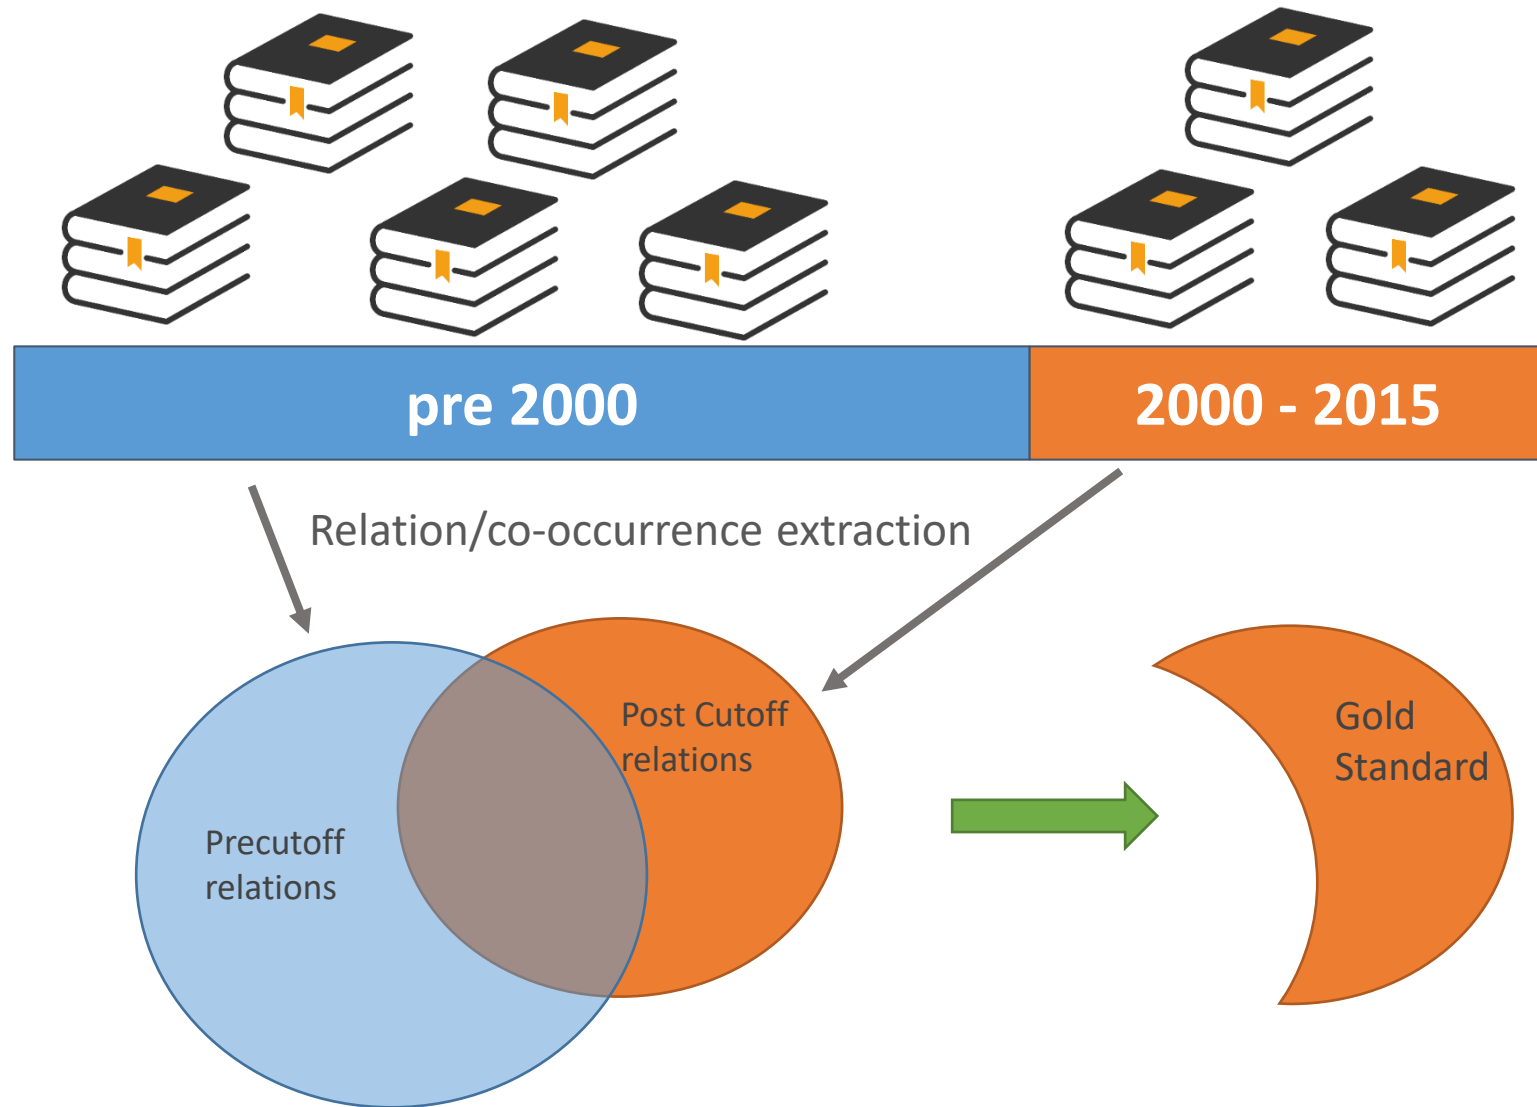 pre 2000
2000 - 2015
Relation/co-occurrence extraction
Post Cutoff
relations
Precutoff
relations
Gold
Standard